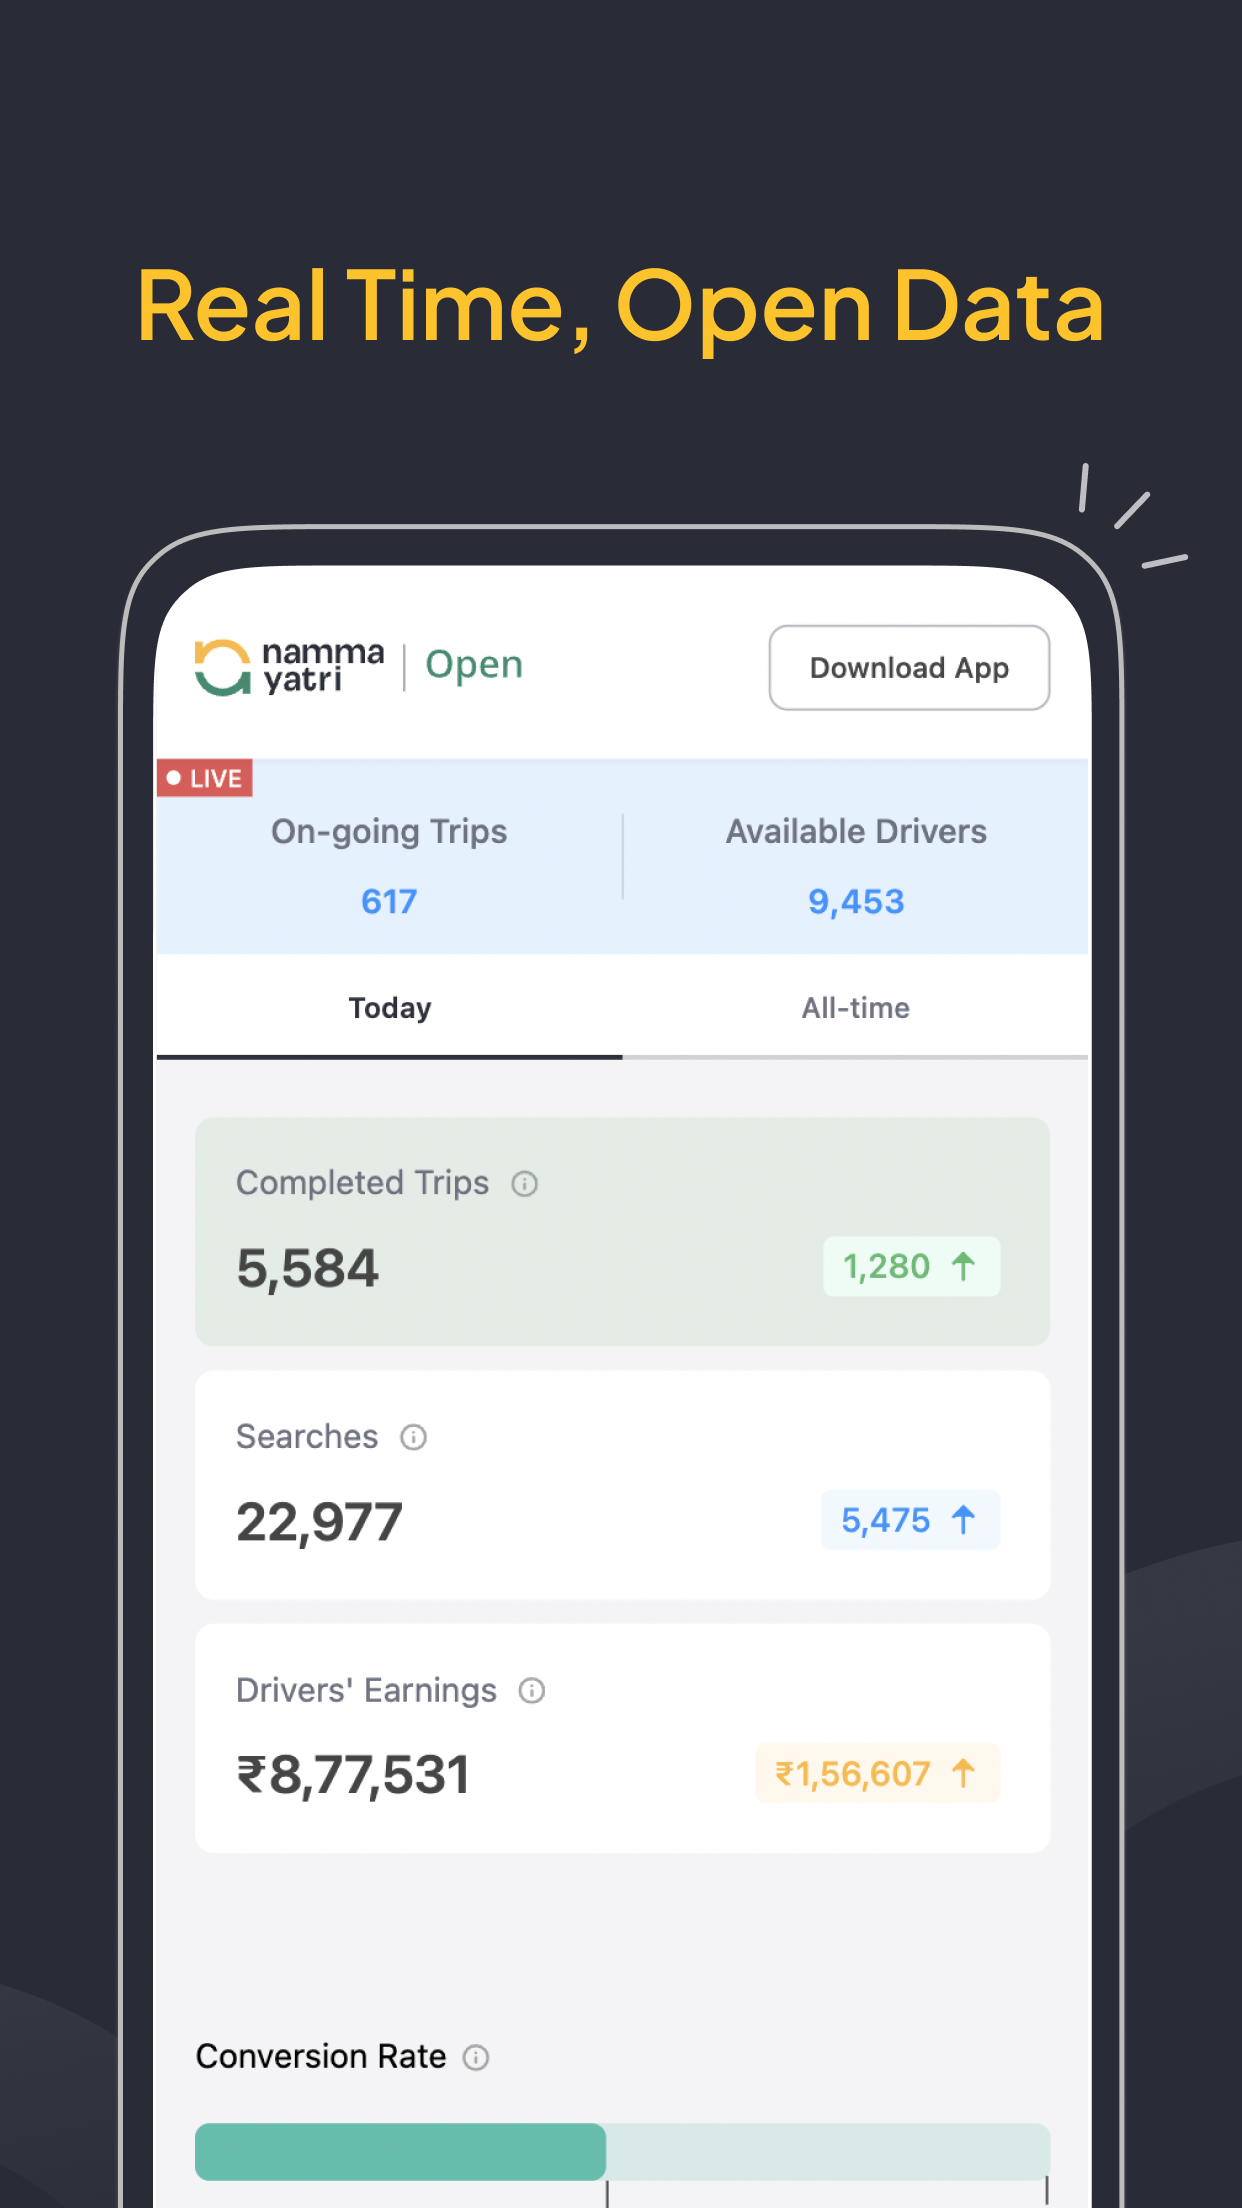 Real Time, Open Data
namma
yatri
Open
Download App
LIVE
On-going Trips
Available Drivers
617
9,453
Today
All-time
Completed Trips
5,584
1,280
Searches
22,977
5,475
Drivers' Earnings
₹8,77,531
₹1,56,607
Conversion Rate